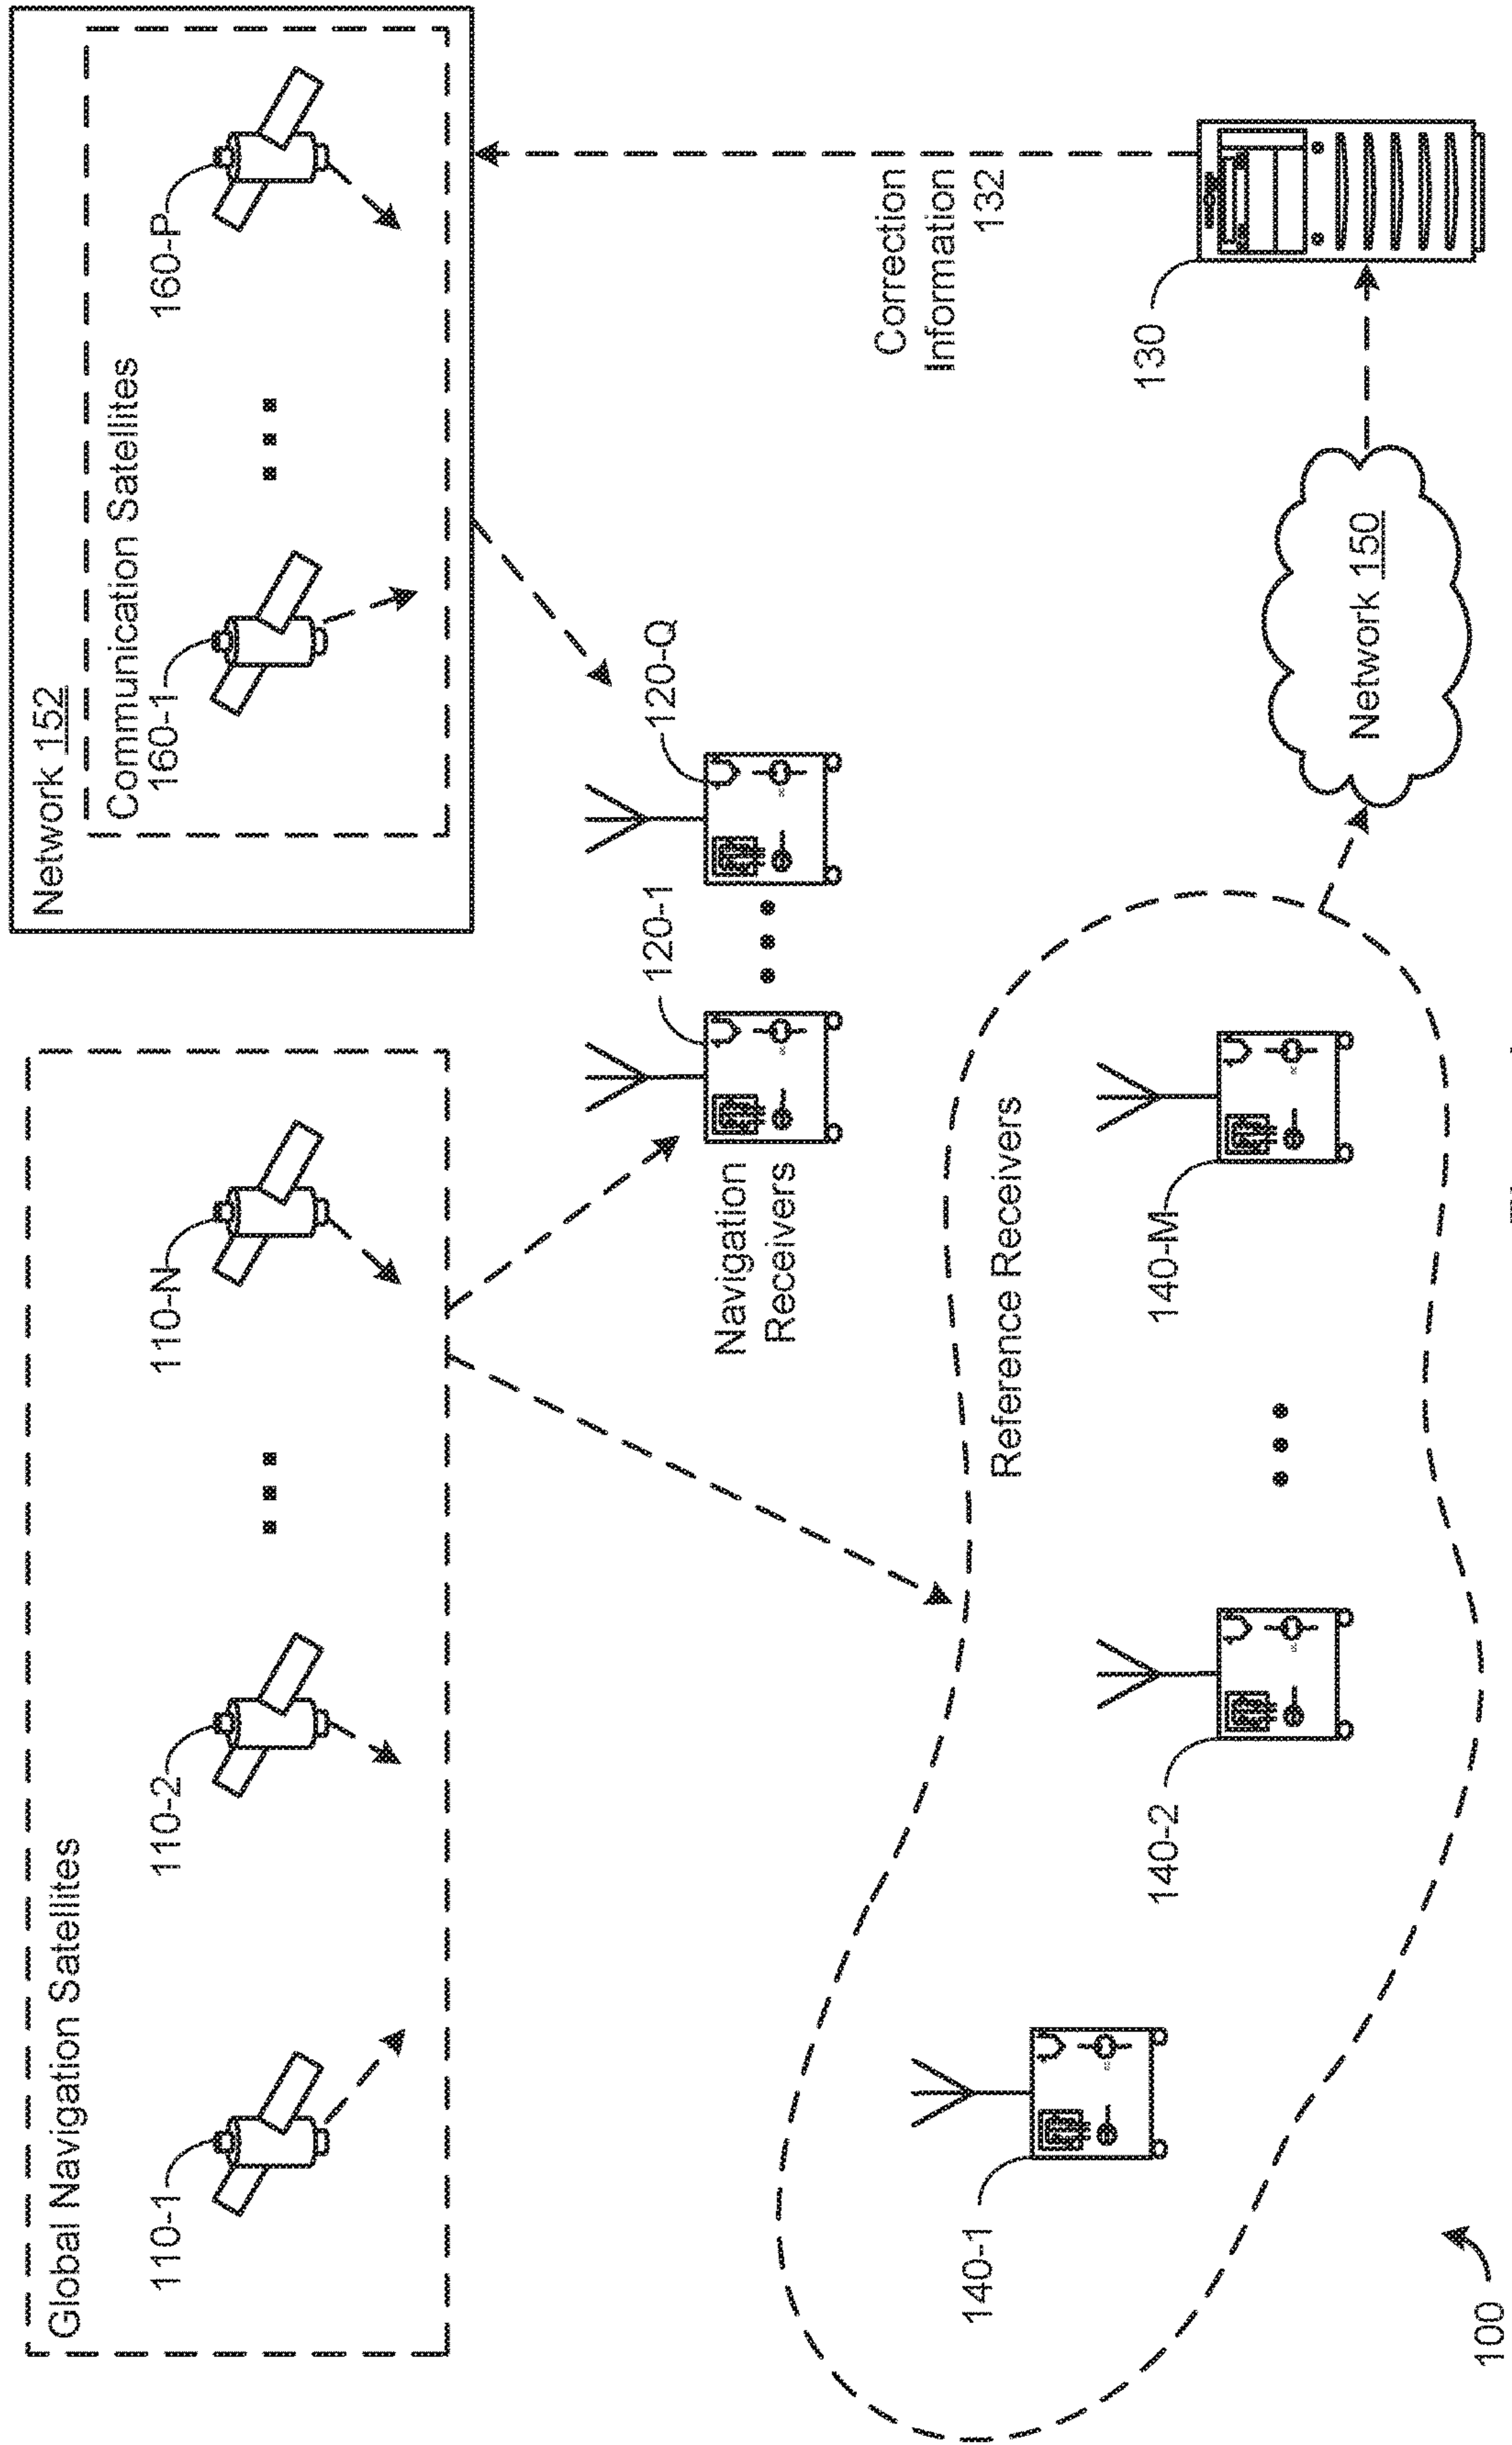 Global Navigation Satellites
110-1
110-2
110-N
Network 152
Communication Satellites
160-1
160-P
Navigation
Receivers
120-1
120-Q
Correction
Information
132
130
Reference Receivers
140-1
140-2
140-M
Network 150
100